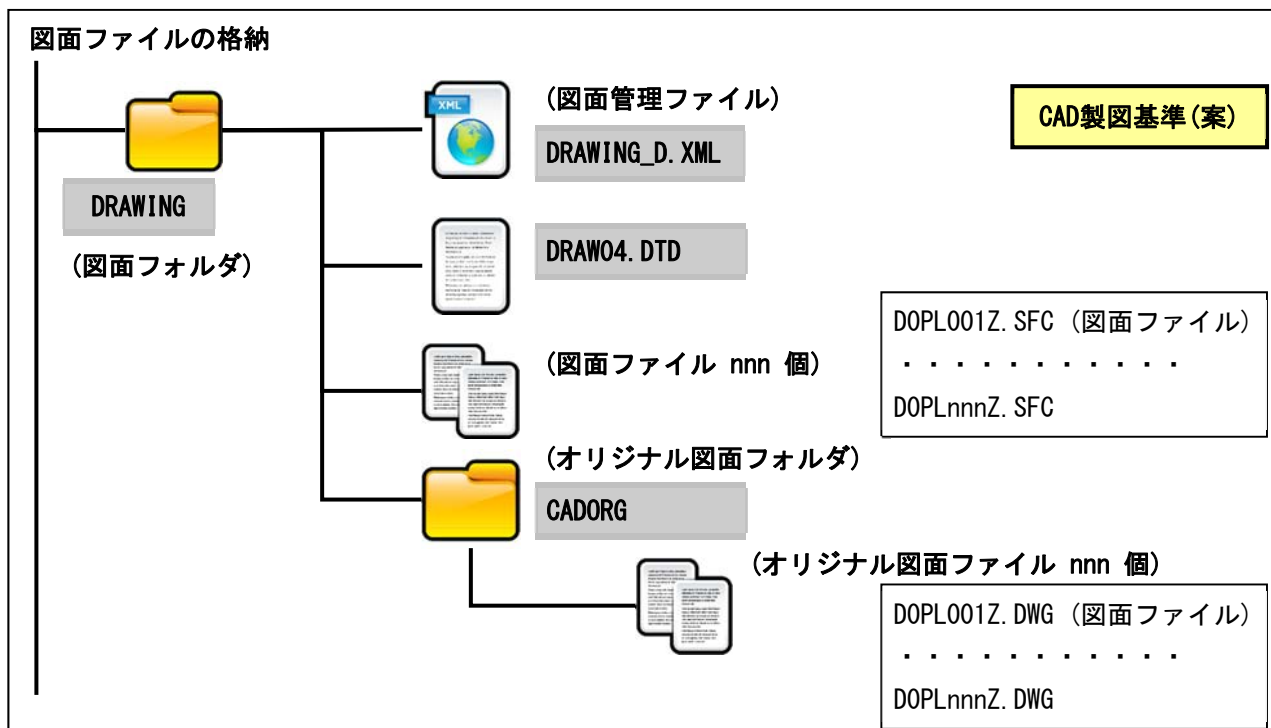 図面ファイルの格納
XML
(図面管理ファイル)
DRAWING_D.XML
CAD製図基準(案)
DRAWING
(図面フォルダ)
DRAW04.DTD
(図面ファイル nnn 個)
D0PL001Z.SFC (図面ファイル)
・ ・ ・ ・ ・ ・ ・ ・ ・ ・ ・
D0PLnnnZ.SFC
(オリジナル図面フォルダ)
CADORG
(オリジナル図面ファイル nnn 個)
D0PL001Z.DWG (図面ファイル)
・ ・ ・ ・ ・ ・ ・ ・ ・ ・ ・
D0PLnnnZ.DWG